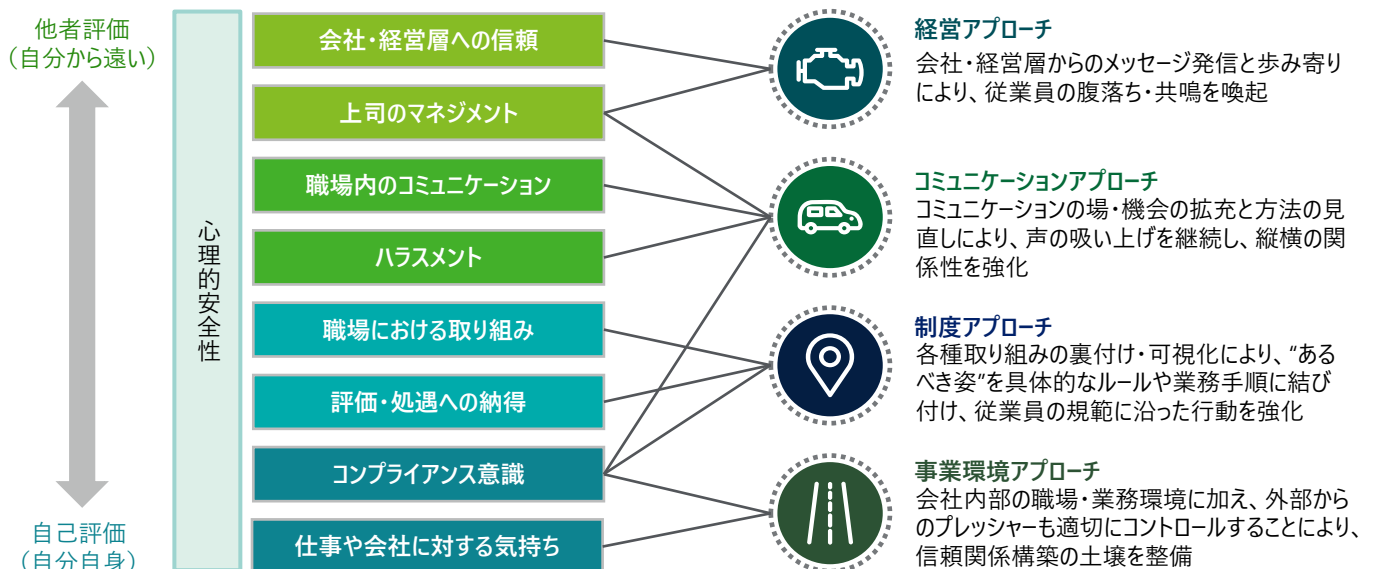 他者評価
（自分から遠い）
自己評価
（自分自身）
心理的安全性
会社・経営層への信頼
上司のマネジメント
職場内のコミュニケーション
ハラスメント
職場における取り組み
評価・処遇への納得
コンプライアンス意識
仕事や会社に対する気持ち
経営アプローチ
会社・経営層からのメッセージ発信と歩み寄り
により、従業員の腹落ち・共鳴を喚起
コミュニケーションアプローチ
コミュニケーションの場・機会の拡充と方法の見
直しにより、声の吸い上げを継続し、縦横の関
係性を強化
制度アプローチ
各種取り組みの裏付け・可視化により、“ある
べき姿”を具体的なルールや業務手順に結び
付け、従業員の規範に沿った行動を強化
事業環境アプローチ
会社内部の職場・業務環境に加え、外部から
のプレッシャーも適切にコントロールすることにより、
信頼関係構築の土壌を整備